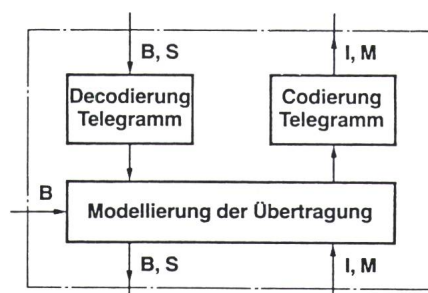 B, S
I, M
Decodierung
Telegramm
Codierung
Telegramm
B
Modellierung der Übertragung
B, S
I, M